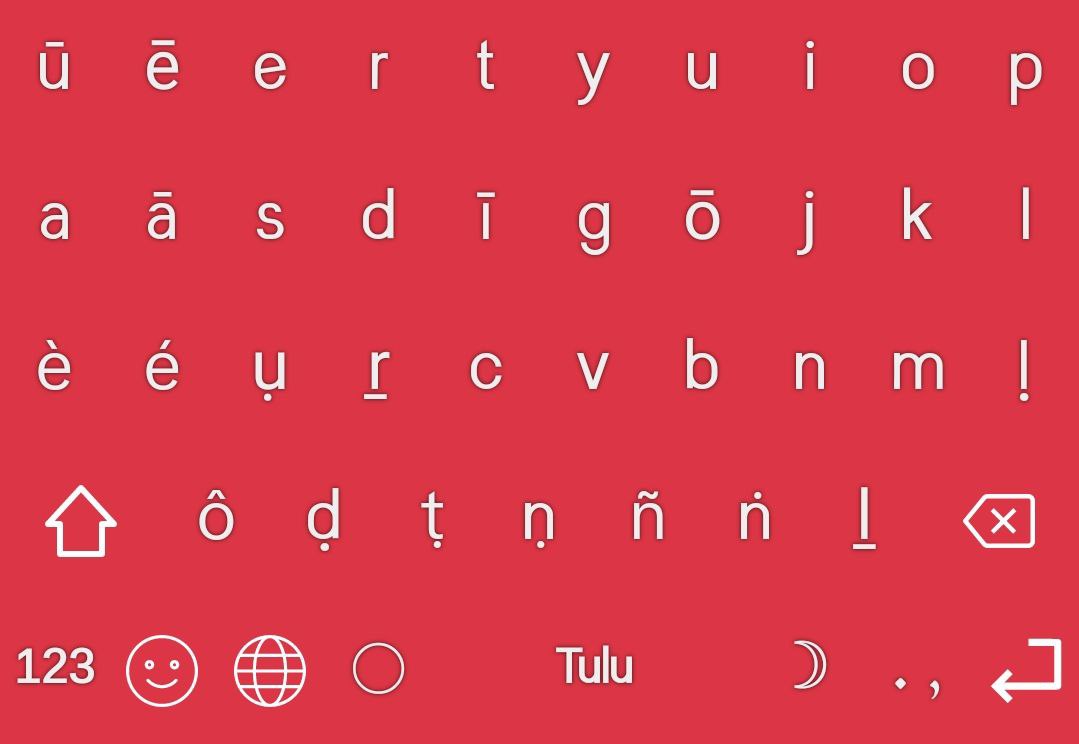 ū ē e r t y u i o p
a ā s d ī g ō j k l
è é ụ ṟ c v b n m ḷ
ô ḍ ṭ ṇ ñ ṅ ḻ
123 Tulu . ,